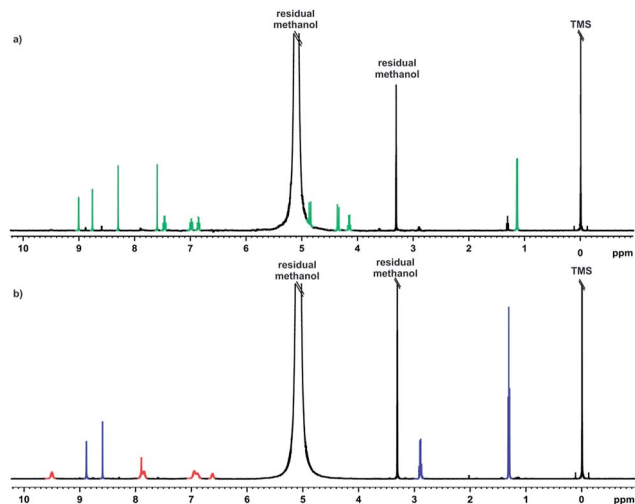 residual
methanol
TMS
a)
residual
methanol
10 9 8 7 6 5 4 3 2 1 0 ppm
residual
methanol
residual
methanol
TMS
b)
10 9 8 7 6 5 4 3 2 1 0 ppm